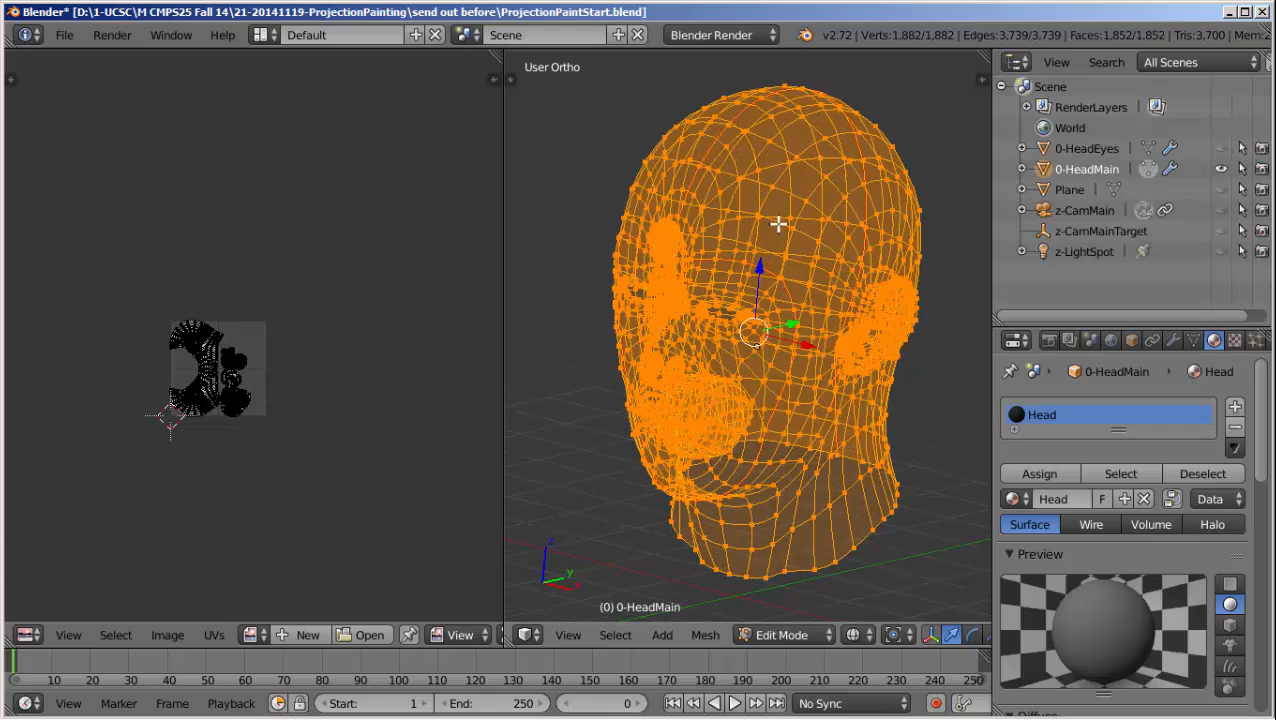 Blender* [D:\1-UCSC\M CMPS25 Fall 14\21-20141119-ProjectionPainting\send out before\ProjectionPaintStart.blend]
File Render Window Help Default Scene Blender Render v2.72 | Verts:1,882/1,882 | Edges:3,739/3,739 | Faces:1,852/1,852 | Tris:3,700 | Mem:
View Search All Scenes
User Ortho
Scene
RenderLayers |
World
0-HeadEyes |
0-HeadMain |
Plane |
z-CamMain |
z-CamMainTarget
z-LightSpot |
0-HeadMain Head
Head
Assign Select Deselect
Head F Data
Surface Wire Volume Halo
Preview
z
y
x
(0) 0-HeadMain
View Select Image UVs New Open View
View Select Add Mesh Edit Mode
0 10 20 30 40 50 60 70 80 90 100 110 120 130 140 150 160 170 180 190 200 210 220 230 240 250
View Marker Frame Playback Start: 1 End: 250 0 No Sync